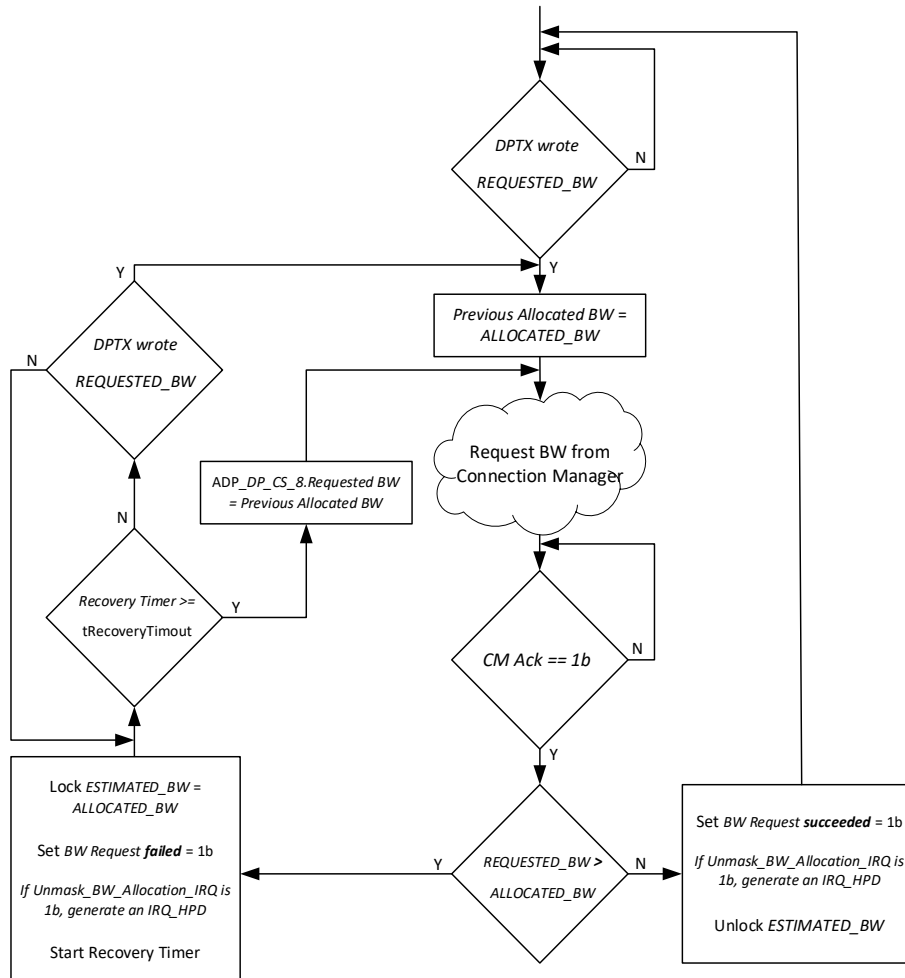 DPTX wrote
REQUESTED_BW
N
Y
Y
Previous Allocated BW =
ALLOCATED_BW
DPTX wrote
REQUESTED_BW
N
Request BW from
Connection Manager
ADP_DP_CS_8.Requested BW
= Previous Allocated BW
N
Recovery Timer >=
tRecoveryTimout
Y
CM Ack == 1b
N
Y
Lock ESTIMATED_BW =
ALLOCATED_BW
Set BW Request failed = 1b
If Unmask_BW_Allocation_IRQ is
1b, generate an IRQ_HPD
Start Recovery Timer
Y
REQUESTED_BW >
ALLOCATED_BW
N
Set BW Request succeeded = 1b
If Unmask_BW_Allocation_IRQ is
1b, generate an IRQ_HPD
Unlock ESTIMATED_BW